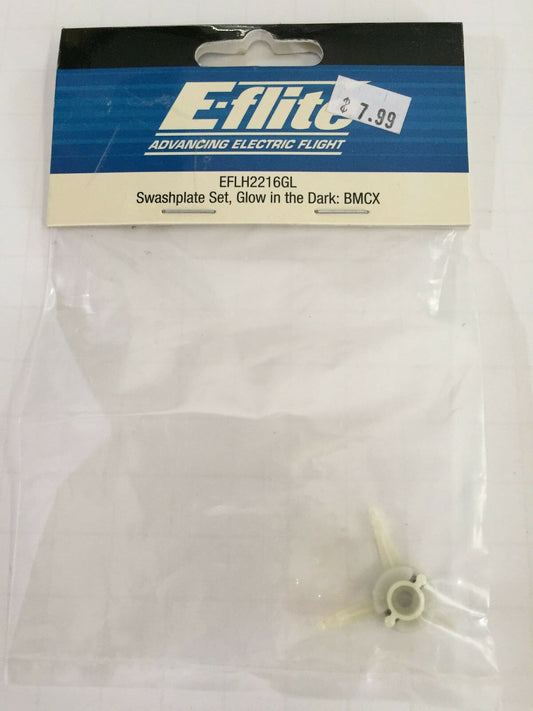 E-flite
$ 7.99
ADVANCING ELECTRIC FLIGHT
EFLH2216GL
Swashplate Set, Glow in the Dark: BMCX